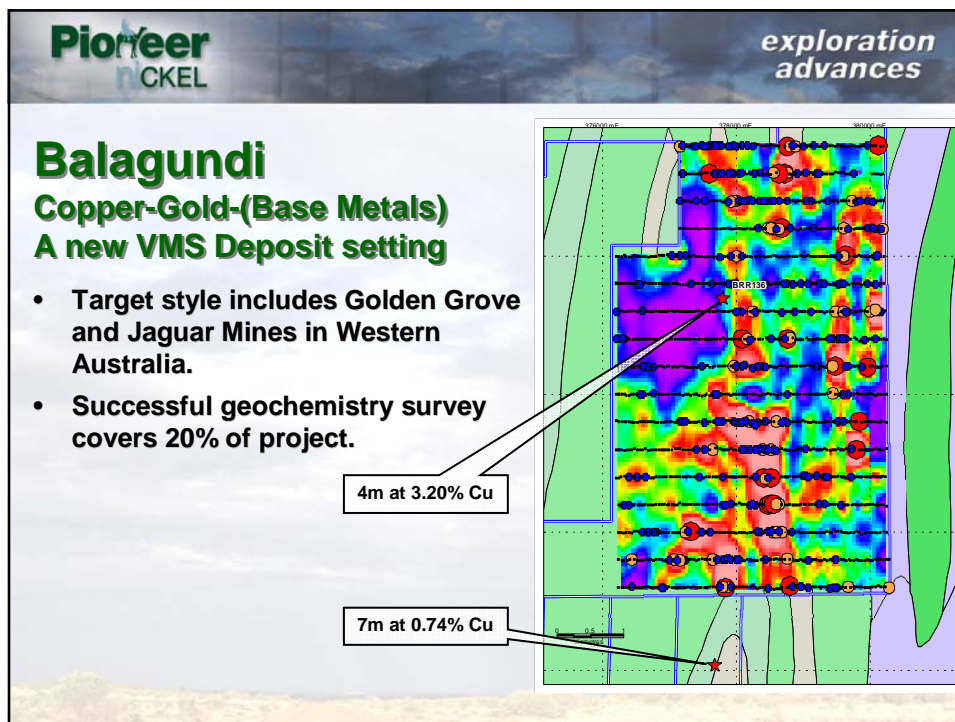 Pioneer
nICKEL
exploration
advances
Balagundi
Copper-Gold-(Base Metals)
A new VMS Deposit setting
• Target style includes Golden Grove
and Jaguar Mines in Western
Australia.
• Successful geochemistry survey
covers 20% of project.
376000 mE
378000 mE
380000 mE
BRR136
4m at 3.20% Cu
7m at 0.74% Cu
0 0.5 1